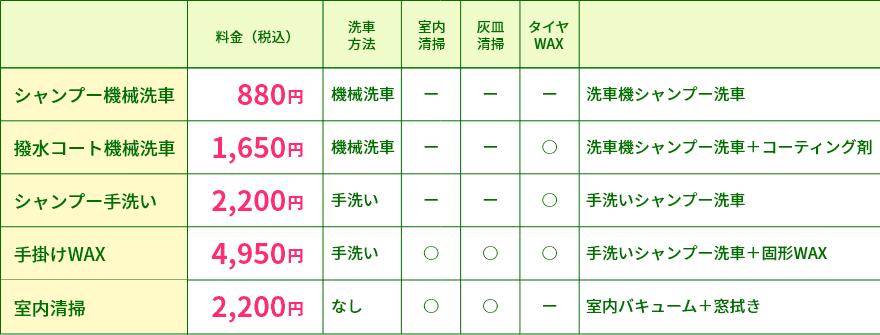 料金（税込）
洗車
方法
室内
清掃
灰皿
清掃
タイヤ
WAX
シャンプー機械洗車 880円 機械洗車 ー ー ー 洗車機シャンプー洗車
撥水コート機械洗車 1,650円 機械洗車 ー ー ○ 洗車機シャンプー洗車＋コーティング剤
シャンプー手洗い 2,200円 手洗い ー ー ○ 手洗いシャンプー洗車
手掛けWAX 4,950円 手洗い ○ ○ ○ 手洗いシャンプー洗車＋固形WAX
室内清掃 2,200円 なし ○ ○ ー 室内バキューム＋窓拭き